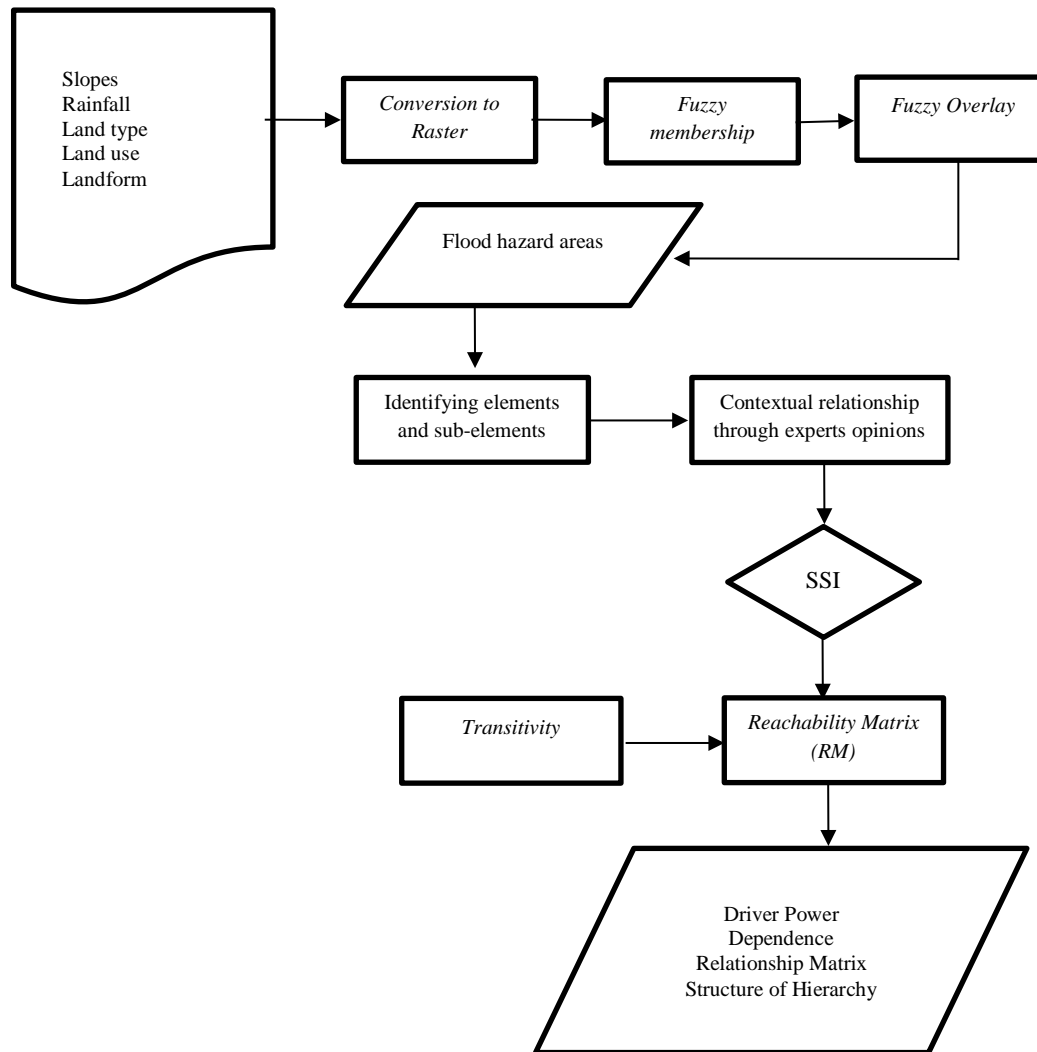 Slopes
Rainfall
Land type
Land use
Landform
Conversion to
Raster
Fuzzy
membership
Fuzzy Overlay
Flood hazard areas
Identifying elements
and sub-elements
Contextual relationship
through experts opinions
SSI
Transitivity
Reachability Matrix
(RM)
Driver Power
Dependence
Relationship Matrix
Structure of Hierarchy